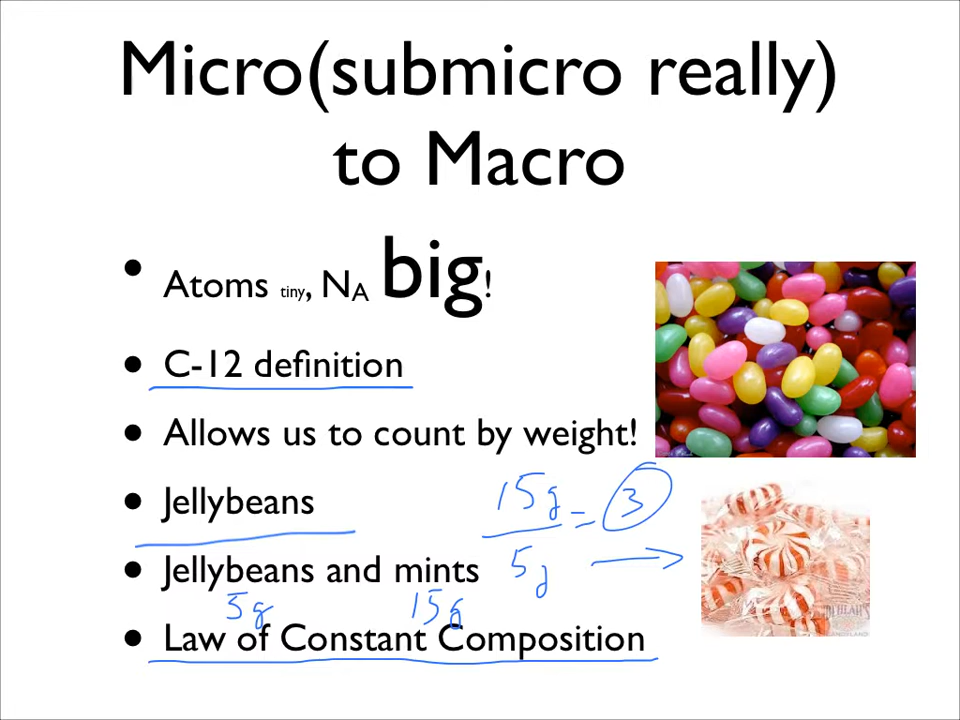 Micro(submicro really)
to Macro
• Atoms tiny, NA big!
• C-12 definition
• Allows us to count by weight!
• Jellybeans
15g
= 3
5g
• Jellybeans and mints
5g 15g
• Law of Constant Composition